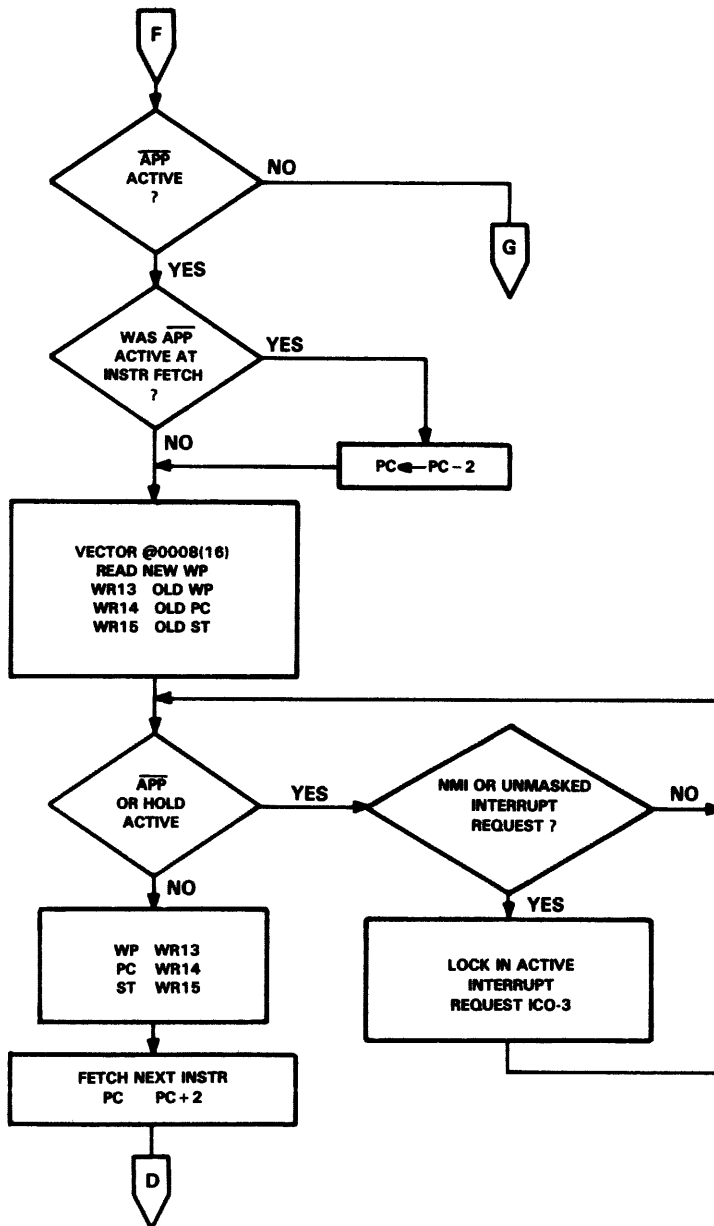 F
APP
ACTIVE
?
NO
G
YES
WAS APP
ACTIVE AT
INSTR FETCH
?
YES
NO
PC◄—PC – 2
VECTOR @0008(16)
READ NEW WP
WR13 OLD WP
WR14 OLD PC
WR15 OLD ST
APP
OR HOLD
ACTIVE
YES
NMI OR UNMASKED
INTERRUPT
REQUEST ?
NO
NO
YES
WP WR13
PC WR14
ST WR15
LOCK IN ACTIVE
INTERRUPT
REQUEST ICO-3
FETCH NEXT INSTR
PC PC + 2
D